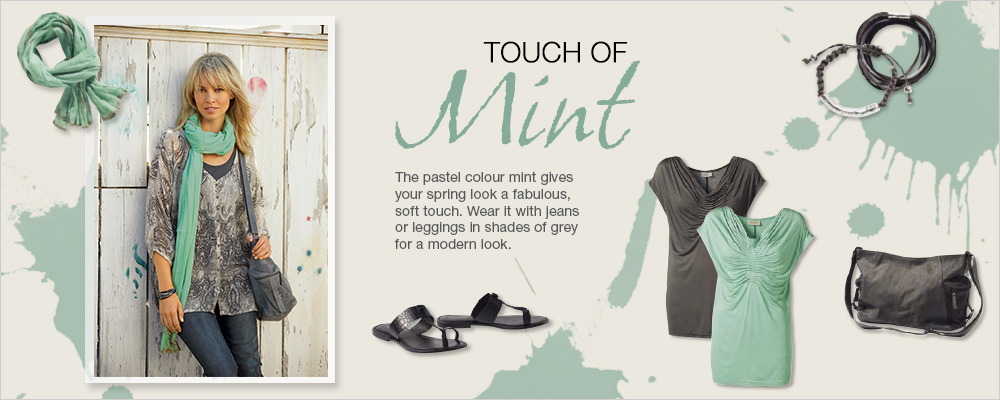 TOUCH OF
Mint
The pastel colour mint gives
your spring look a fabulous,
soft touch. Wear it with jeans
or leggings in shades of grey
for a modern look.